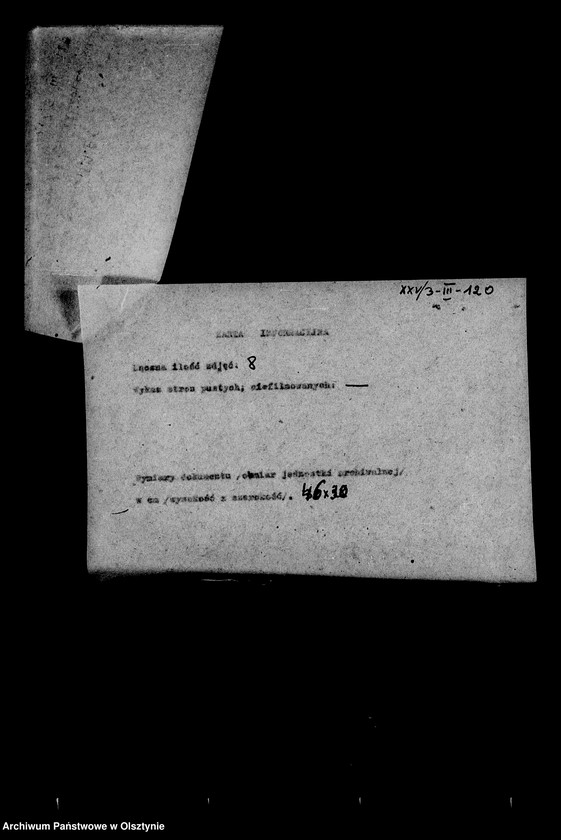 XXV/3-III-120
KARTA INFORMACYJNA
Łączna ilość zdjęć: 8
Wykaz stron pustych, niefilmowanych: —
Wymiary dokumentu /obmiar jednostki archiwalnej/
w cm /wysokość x szerokość/. 46x30
Archiwum Państwowe w Olsztynie